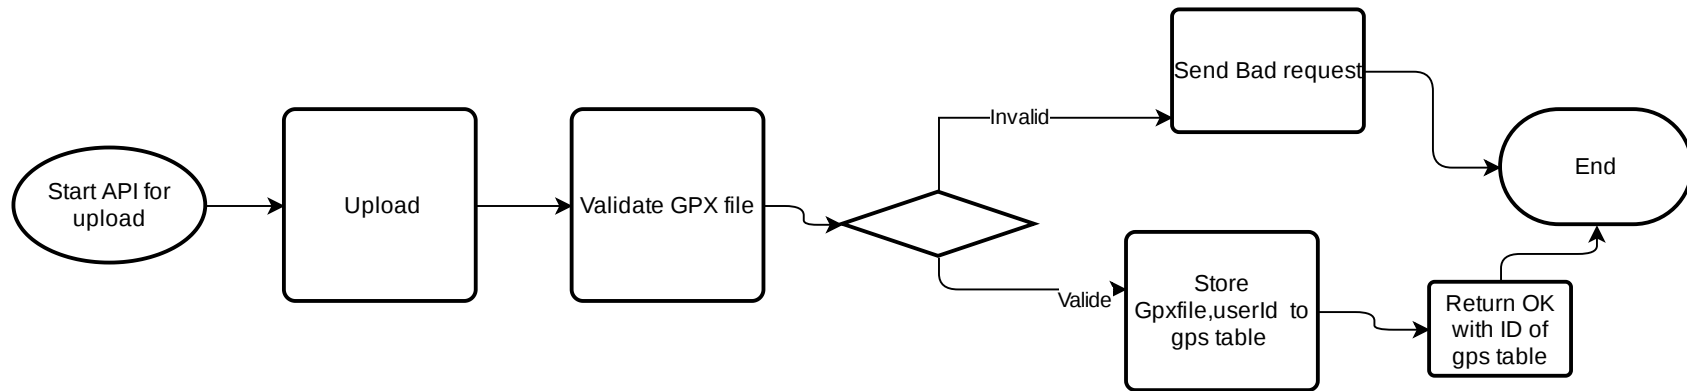 Start API for
upload
Upload
Validate GPX file
Invalid
Send Bad request
Valide
Store
Gpxfile,userId to
gps table
Return OK
with ID of
gps table
End